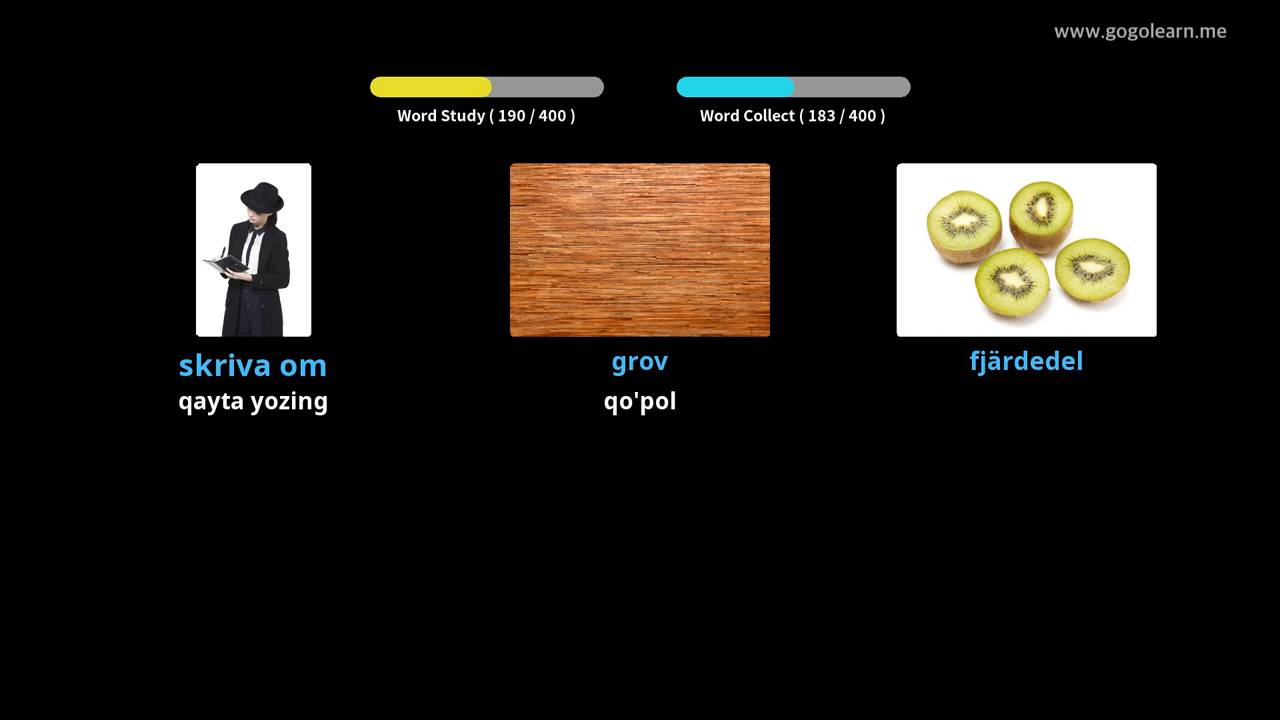 www.gogolearn.me
Word Study ( 190 / 400 )
Word Collect ( 183 / 400 )
skriva om
qayta yozing
grov
qo'pol
fjärdedel